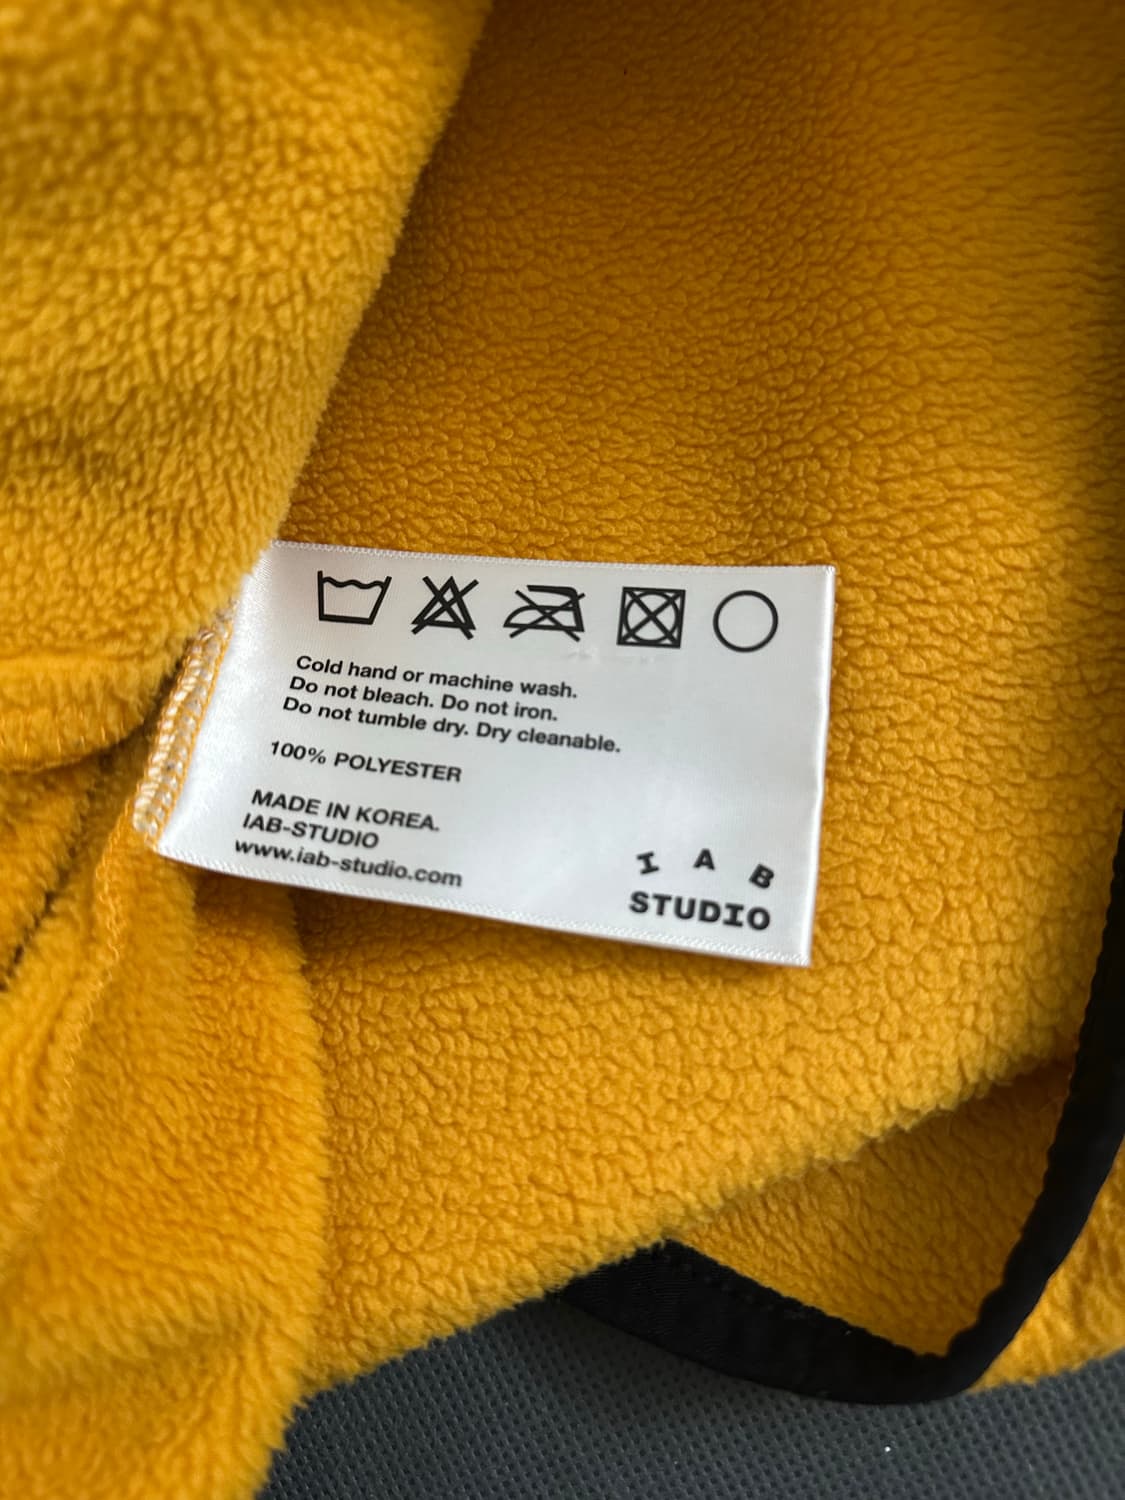 Cold hand or machine wash.
Do not bleach. Do not iron.
Do not tumble dry. Dry cleanable.
100% POLYESTER
MADE IN KOREA.
IAB-STUDIO
www.iab-studio.com
I A B
STUDIO